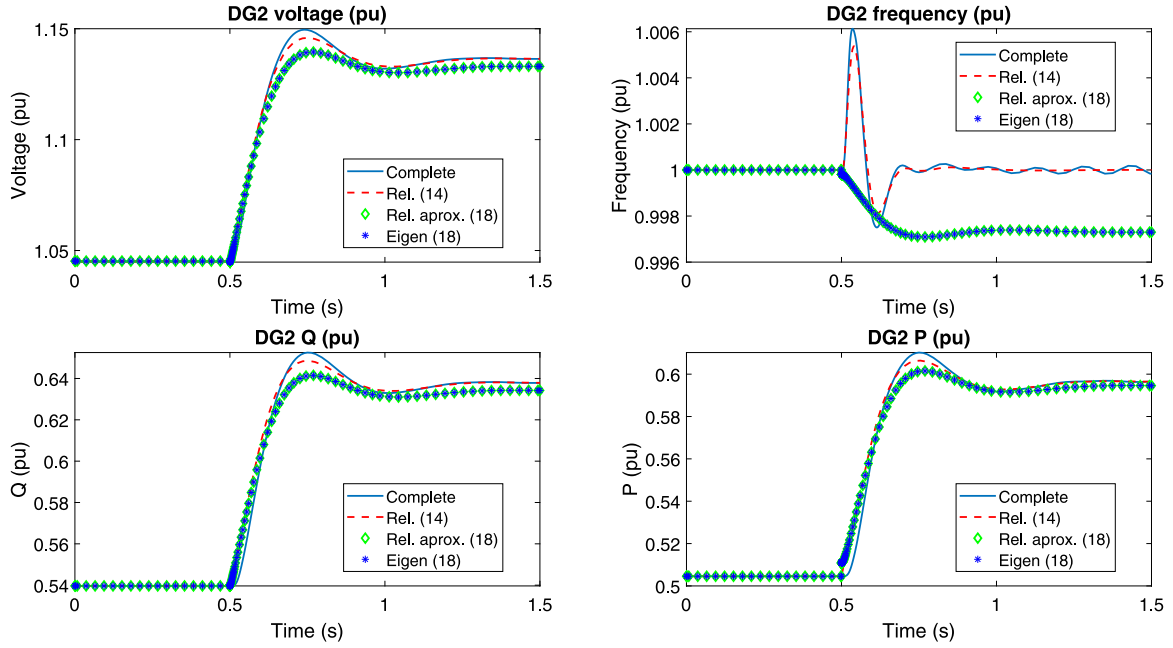 DG2 voltage (pu)
1.15
1.1
1.05
Voltage (pu)
Complete
Rel. (14)
Rel. aprox. (18)
Eigen (18)
0
0.5
1
1.5
Time (s)
DG2 frequency (pu)
1.006
1.004
1.002
1
0.998
0.996
Frequency (pu)
Complete
Rel. (14)
Rel. aprox. (18)
Eigen (18)
0
0.5
1
1.5
Time (s)
DG2 Q (pu)
0.64
0.62
0.6
0.58
0.56
0.54
Q (pu)
Complete
Rel. (14)
Rel. aprox. (18)
Eigen (18)
0
0.5
1
1.5
Time (s)
DG2 P (pu)
0.6
0.58
0.56
0.54
0.52
0.5
P (pu)
Complete
Rel. (14)
Rel. aprox. (18)
Eigen (18)
0
0.5
1
1.5
Time (s)